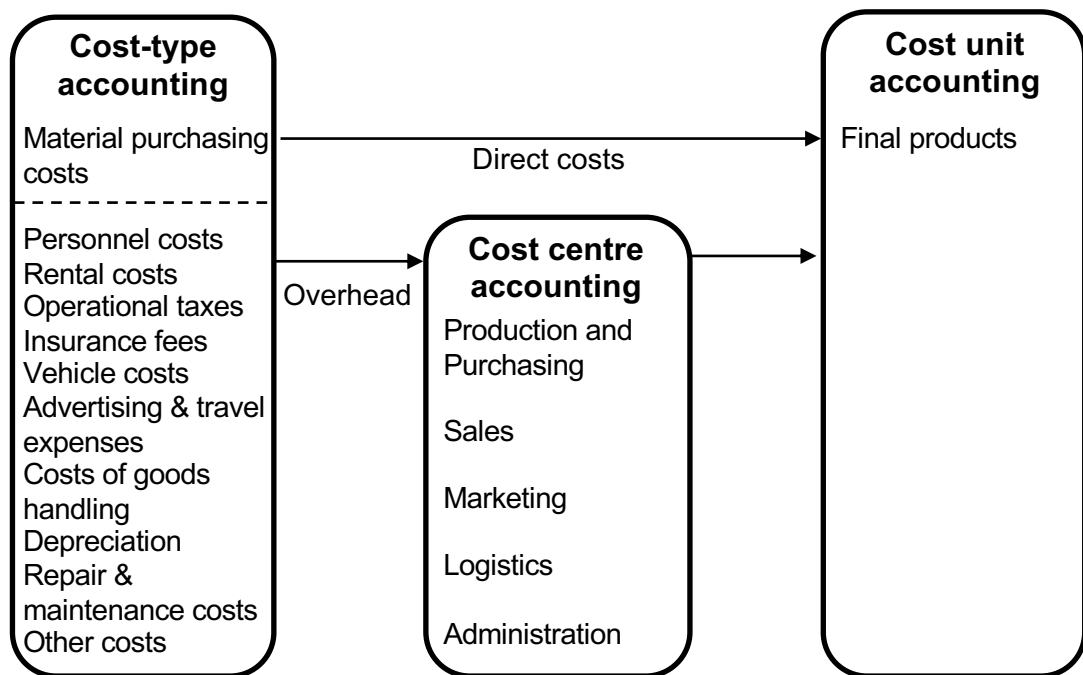 Cost-type
accounting
Material purchasing
costs
Personnel costs
Rental costs
Operational taxes
Insurance fees
Vehicle costs
Advertising & travel
expenses
Costs of goods
handling
Depreciation
Repair &
maintenance costs
Other costs
Direct costs
Overhead
Cost centre
accounting
Production and
Purchasing
Sales
Marketing
Logistics
Administration
Cost unit
accounting
Final products